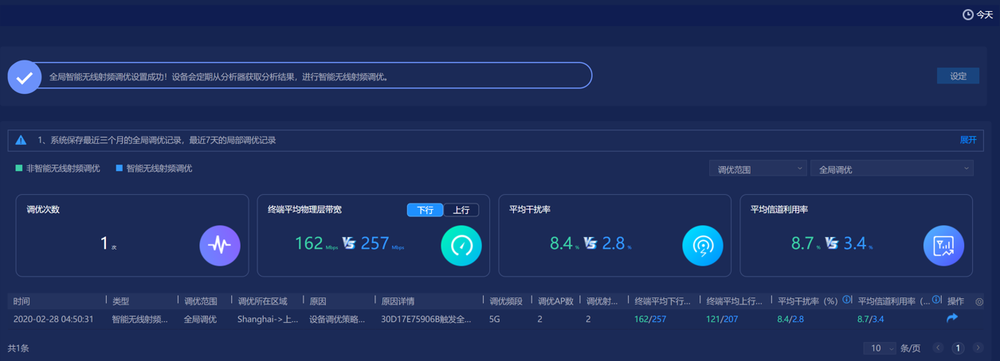 今天
全局智能无线射频调优设置成功！设备会定期从分析器获取分析结果，进行智能无线射频调优。
设定
1、系统保存最近三个月的全局调优记录，最近7天的局部调优记录 展开
非智能无线射频调优 智能无线射频调优 调优范围 全局调优
调优次数 终端平均物理层带宽 下行 上行 平均干扰率 平均信道利用率
1 次 162 Mbps VS 257 Mbps 8.4 % VS 2.8 % 8.7 % VS 3.4 %
时间 类型 调优范围 调优所在区域 原因 原因详情 调优频段 调优AP数 调优射... 终端平均下行... 终端平均上行... 平均干扰率（%） 平均信道利用率（... 操作
2020-02-28 04:50:31 智能无线射频... 全局调优 Shanghai->上... 设备调优策略... 30D17E75906B触发全... 5G 2 2 162/257 121/207 8.4/2.8 8.7/3.4
共1条 10 条/页 1